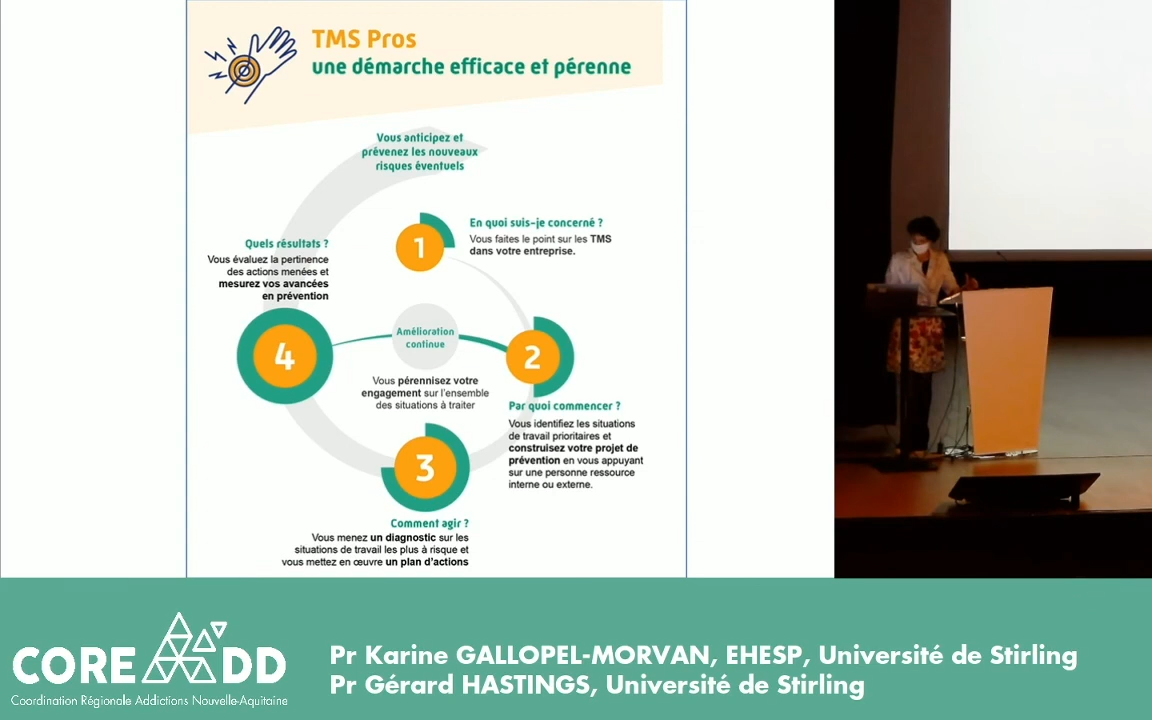 TMS Pros
une démarche efficace et pérenne
Vous anticipez et
prévenez les nouveaux
risques éventuels
1
En quoi suis-je concerné ?
Vous faites le point sur les TMS
dans votre entreprise.
Quels résultats ?
Vous évaluez la pertinence
des actions menées et
mesurez vos avancées
en prévention
4
Amélioration
continue
2
Vous pérennisez votre
engagement sur l'ensemble
des situations à traiter
Par quoi commencer ?
Vous identifiez les situations
de travail prioritaires et
construisez votre projet de
prévention en vous appuyant
sur une personne ressource
interne ou externe.
3
Comment agir ?
Vous menez un diagnostic sur les
situations de travail les plus à risque et
vous mettez en œuvre un plan d'actions
COREADD
Coordination Régionale Addictions Nouvelle-Aquitaine
Pr Karine GALLOPEL-MORVAN, EHESP, Université de Stirling
Pr Gérard HASTINGS, Université de Stirling